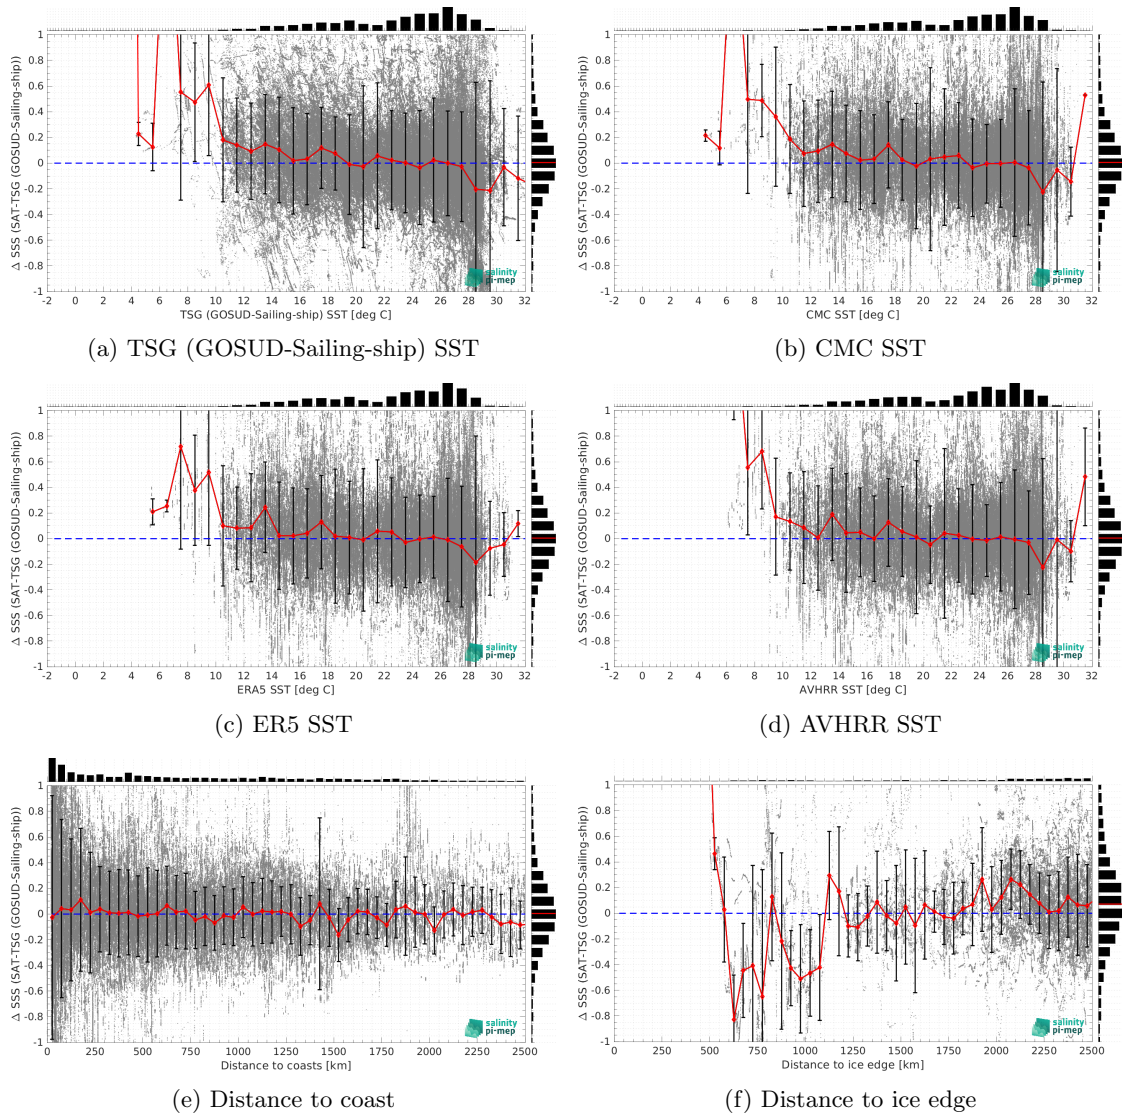 1
0.8
0.6
0.4
0.2
0
-0.2
-0.4
-0.6
-0.8
-1
Δ SSS (SAT-TSG (GOSUD-Sailing-ship))
salinity
pi-mep
-2 0 2 4 6 8 10 12 14 16 18 20 22 24 26 28 30 32
TSG (GOSUD-Sailing-ship) SST [deg C]
(a) TSG (GOSUD-Sailing-ship) SST
1
0.8
0.6
0.4
0.2
0
-0.2
-0.4
-0.6
-0.8
-1
Δ SSS (SAT-TSG (GOSUD-Sailing-ship))
salinity
pi-mep
-2 0 2 4 6 8 10 12 14 16 18 20 22 24 26 28 30 32
CMC SST [deg C]
(b) CMC SST
1
0.8
0.6
0.4
0.2
0
-0.2
-0.4
-0.6
-0.8
-1
Δ SSS (SAT-TSG (GOSUD-Sailing-ship))
salinity
pi-mep
-2 0 2 4 6 8 10 12 14 16 18 20 22 24 26 28 30 32
ERA5 SST [deg C]
(c) ER5 SST
1
0.8
0.6
0.4
0.2
0
-0.2
-0.4
-0.6
-0.8
-1
Δ SSS (SAT-TSG (GOSUD-Sailing-ship))
salinity
pi-mep
-2 0 2 4 6 8 10 12 14 16 18 20 22 24 26 28 30 32
AVHRR SST [deg C]
(d) AVHRR SST
1
0.8
0.6
0.4
0.2
0
-0.2
-0.4
-0.6
-0.8
-1
Δ SSS (SAT-TSG (GOSUD-Sailing-ship))
salinity
pi-mep
0 250 500 750 1000 1250 1500 1750 2000 2250 2500
Distance to coasts [km]
(e) Distance to coast
1
0.8
0.6
0.4
0.2
0
-0.2
-0.4
-0.6
-0.8
-1
Δ SSS (SAT-TSG (GOSUD-Sailing-ship))
salinity
pi-mep
0 250 500 750 1000 1250 1500 1750 2000 2250 2500
Distance to ice edge [km]
(f) Distance to ice edge